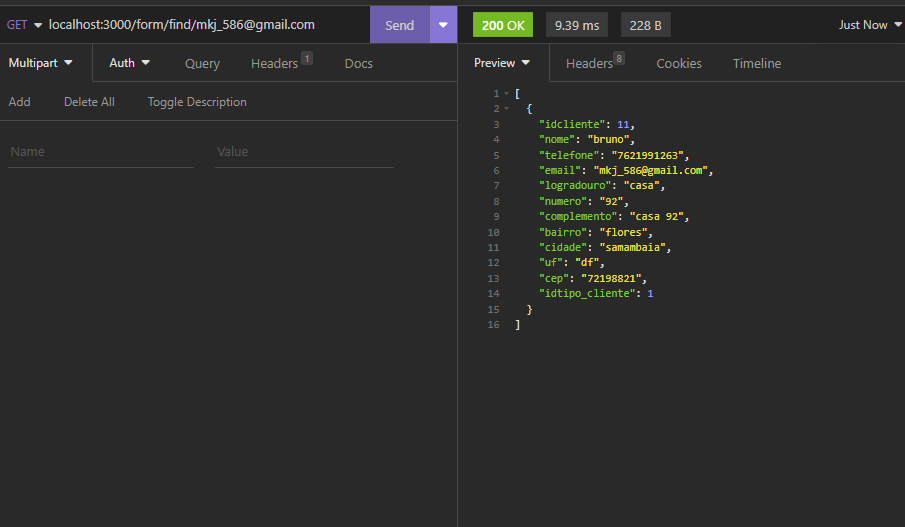 GET localhost:3000/form/find/mkj_586@gmail.com Send 200 OK 9.39 ms 228 B Just Now
Multipart Auth Query Headers 1 Docs Preview Headers 8 Cookies Timeline
Add Delete All Toggle Description
Name Value
1 [
2 {
3 "idcliente": 11,
4 "nome": "bruno",
5 "telefone": "7621991263",
6 "email": "mkj_586@gmail.com",
7 "logradouro": "casa",
8 "numero": "92",
9 "complemento": "casa 92",
10 "bairro": "flores",
11 "cidade": "samambaia",
12 "uf": "df",
13 "cep": "72198821",
14 "idtipo_cliente": 1
15 }
16 ]